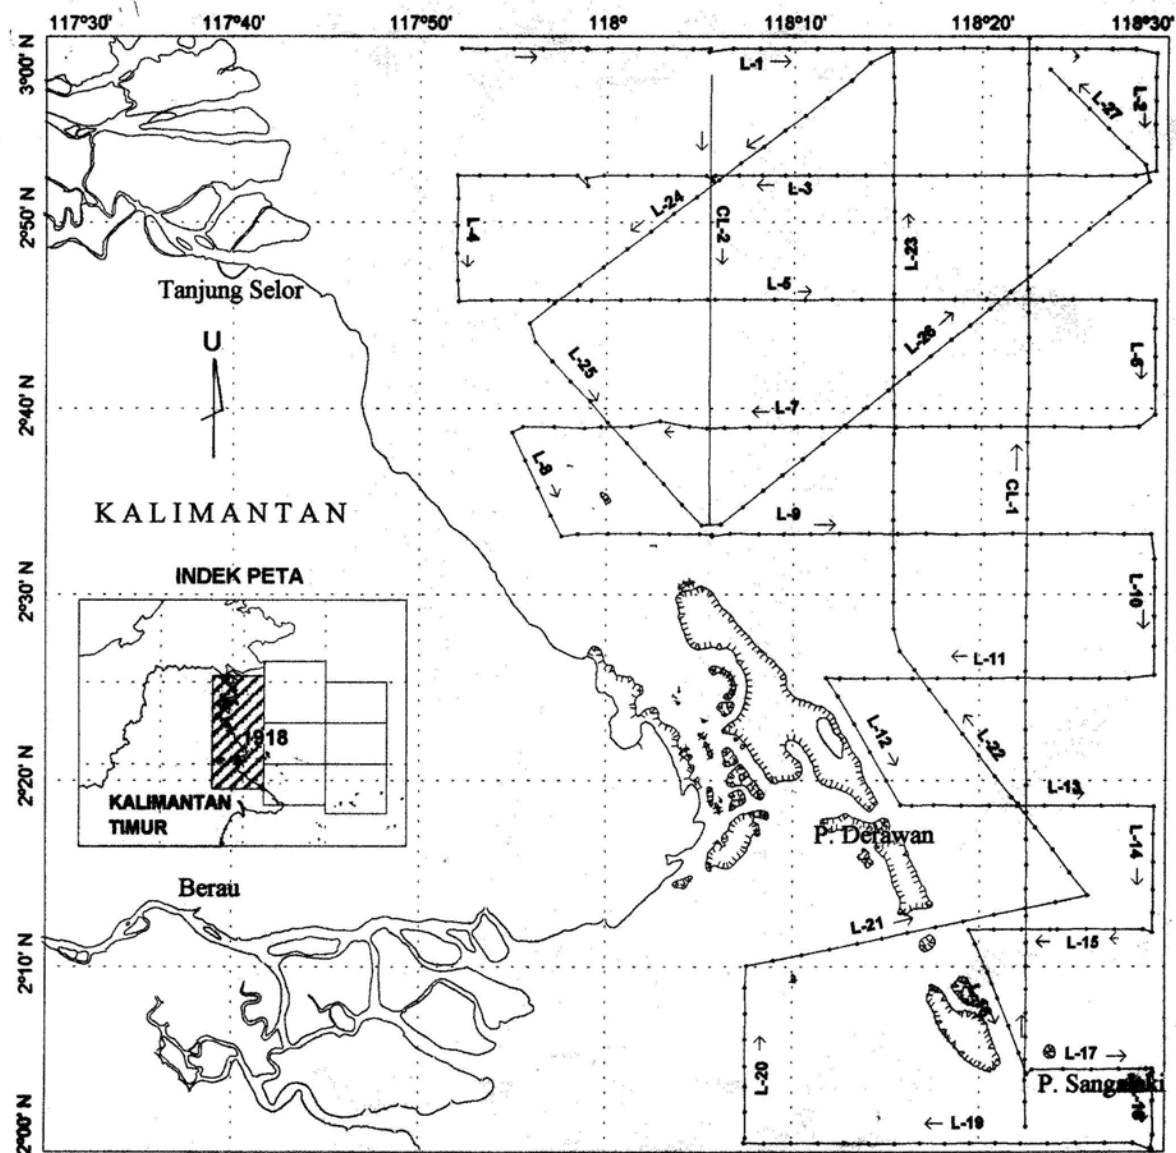 117°30' 117°40' 117°50' 118° 118°10' 118°20' 118°30'
3°00' N
L-1
L-2
L-27
L-3
2°50' N
L-24
L-4
CL-2
L-23
Tanjung Selor
L-5
U
L-26
L-25
L-6
2°40' N
L-7
L-8
CL-1
KALIMANTAN
L-9
INDEK PETA
2°30' N
L-10
L-11
1918
L-12
L-22
2°20' N
L-13
KALIMANTAN
TIMUR
P. Derawan
L-14
Berau
L-21
L-15
2°10' N
L-17
L-20
P. Sangalaki
L-18
L-19
2°00' N